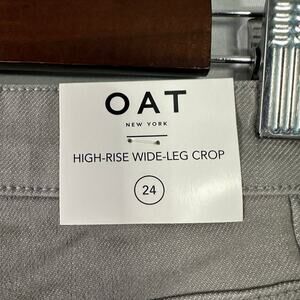 OAT
NEW YORK
HIGH-RISE WIDE-LEG CROP
24